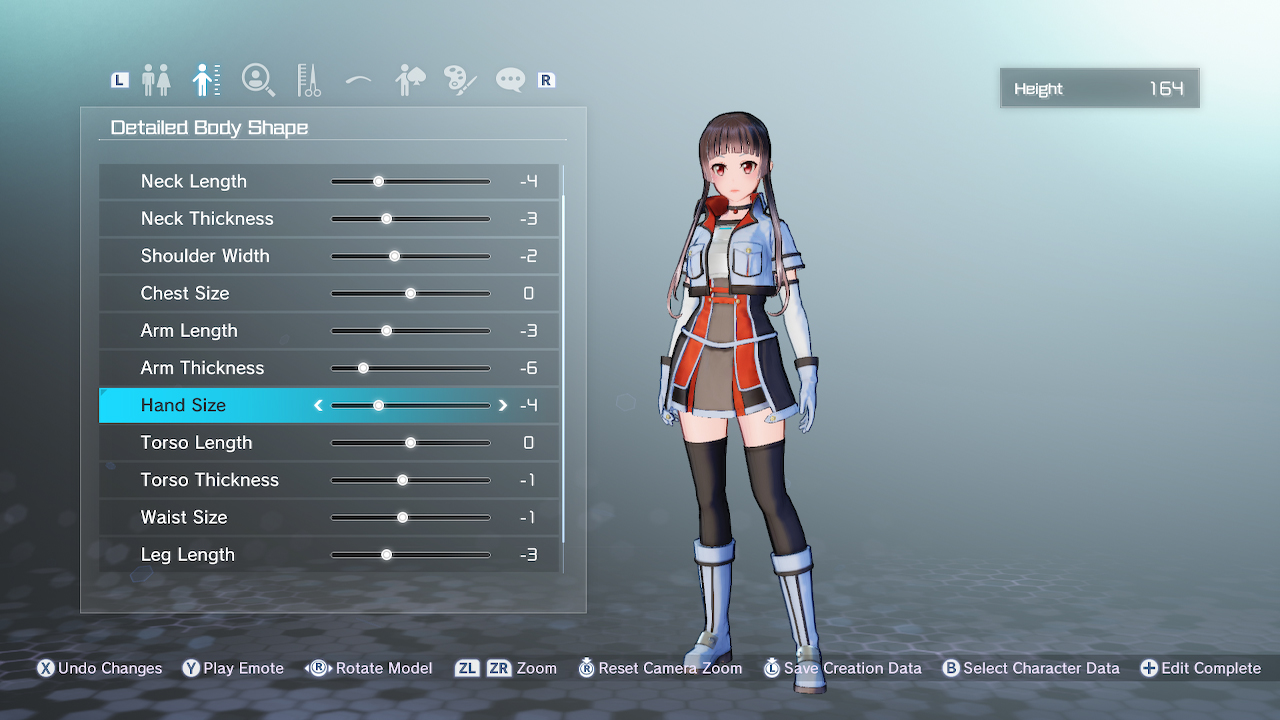 L R
Height 164
Detailed Body Shape
Neck Length -4
Neck Thickness -3
Shoulder Width -2
Chest Size 0
Arm Length -3
Arm Thickness -6
Hand Size -4
Torso Length 0
Torso Thickness -1
Waist Size -1
Leg Length -3
X Undo Changes Y Play Emote R Rotate Model ZL ZR Zoom R Reset Camera Zoom L Save Creation Data B Select Character Data + Edit Complete